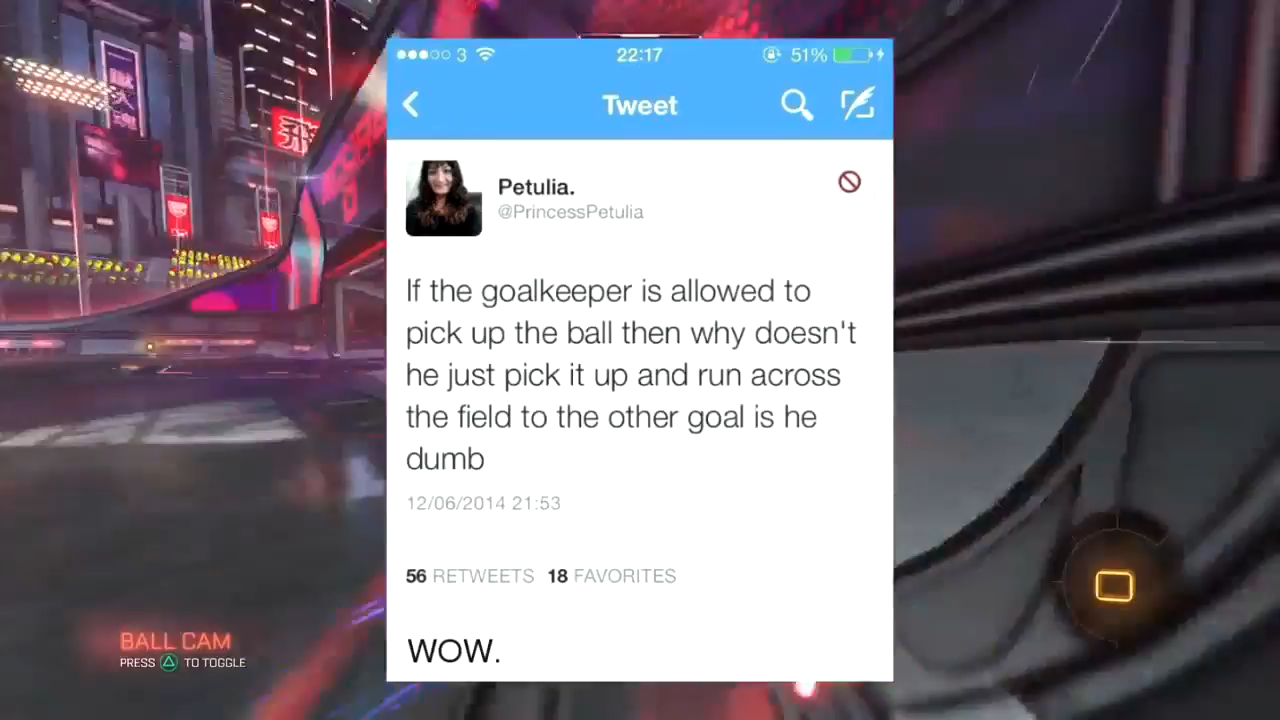 ●●●○○ 3 22:17 51%
Tweet
Petulia.
@PrincessPetulia
If the goalkeeper is allowed to
pick up the ball then why doesn't
he just pick it up and run across
the field to the other goal is he
dumb
12/06/2014 21:53
56 RETWEETS 18 FAVORITES
WOW.
BALL CAM
PRESS TO TOGGLE